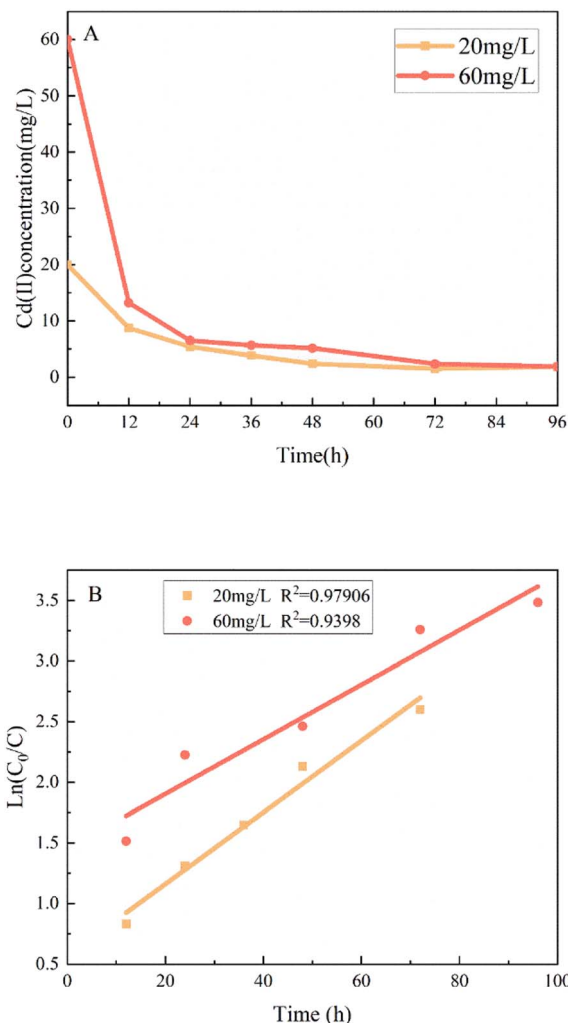 A
20mg/L
60mg/L
60
50
40
30
20
10
0
Cd(II)concentration(mg/L)
0 12 24 36 48 60 72 84 96
Time(h)
B
20mg/L R²=0.97906
60mg/L R²=0.9398
3.5
3.0
2.5
2.0
1.5
1.0
0.5
Ln(C₀/C)
0 20 40 60 80 100
Time (h)